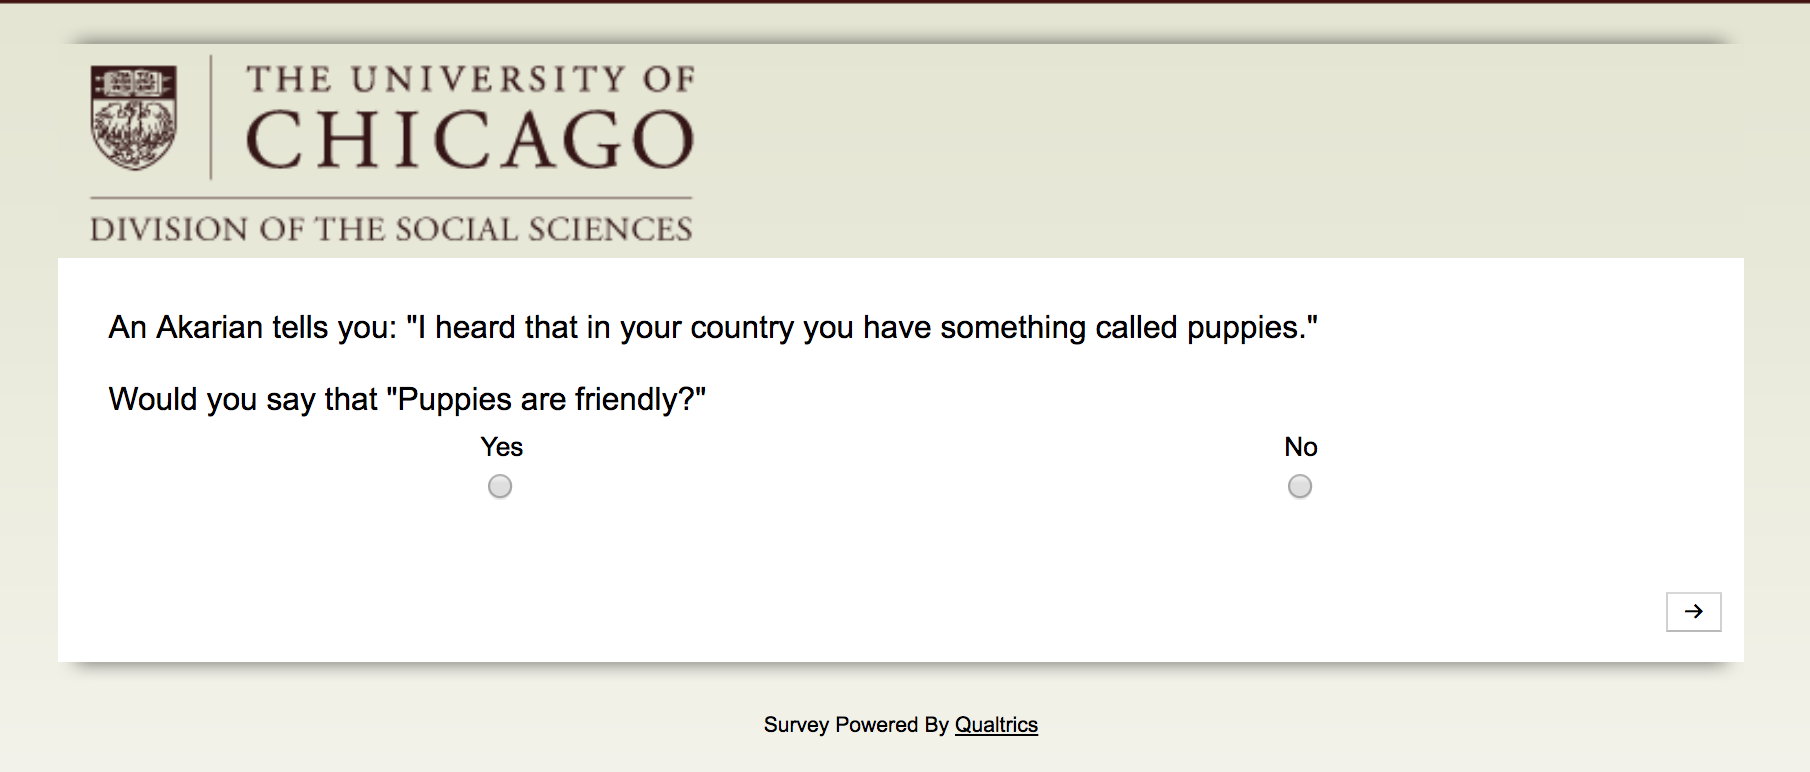 THE UNIVERSITY OF
CHICAGO
DIVISION OF THE SOCIAL SCIENCES
An Akarian tells you: "I heard that in your country you have something called puppies."
Would you say that "Puppies are friendly?"
Yes No
→
Survey Powered By Qualtrics